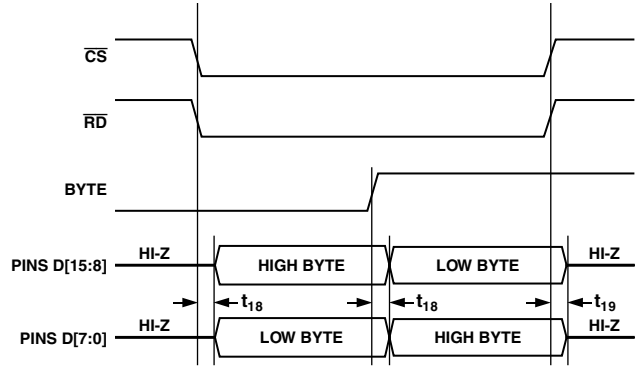 CS
RD
BYTE
PINS D[15:8] HI-Z HIGH BYTE LOW BYTE HI-Z
t18 t18 t19
PINS D[7:0] HI-Z LOW BYTE HIGH BYTE HI-Z